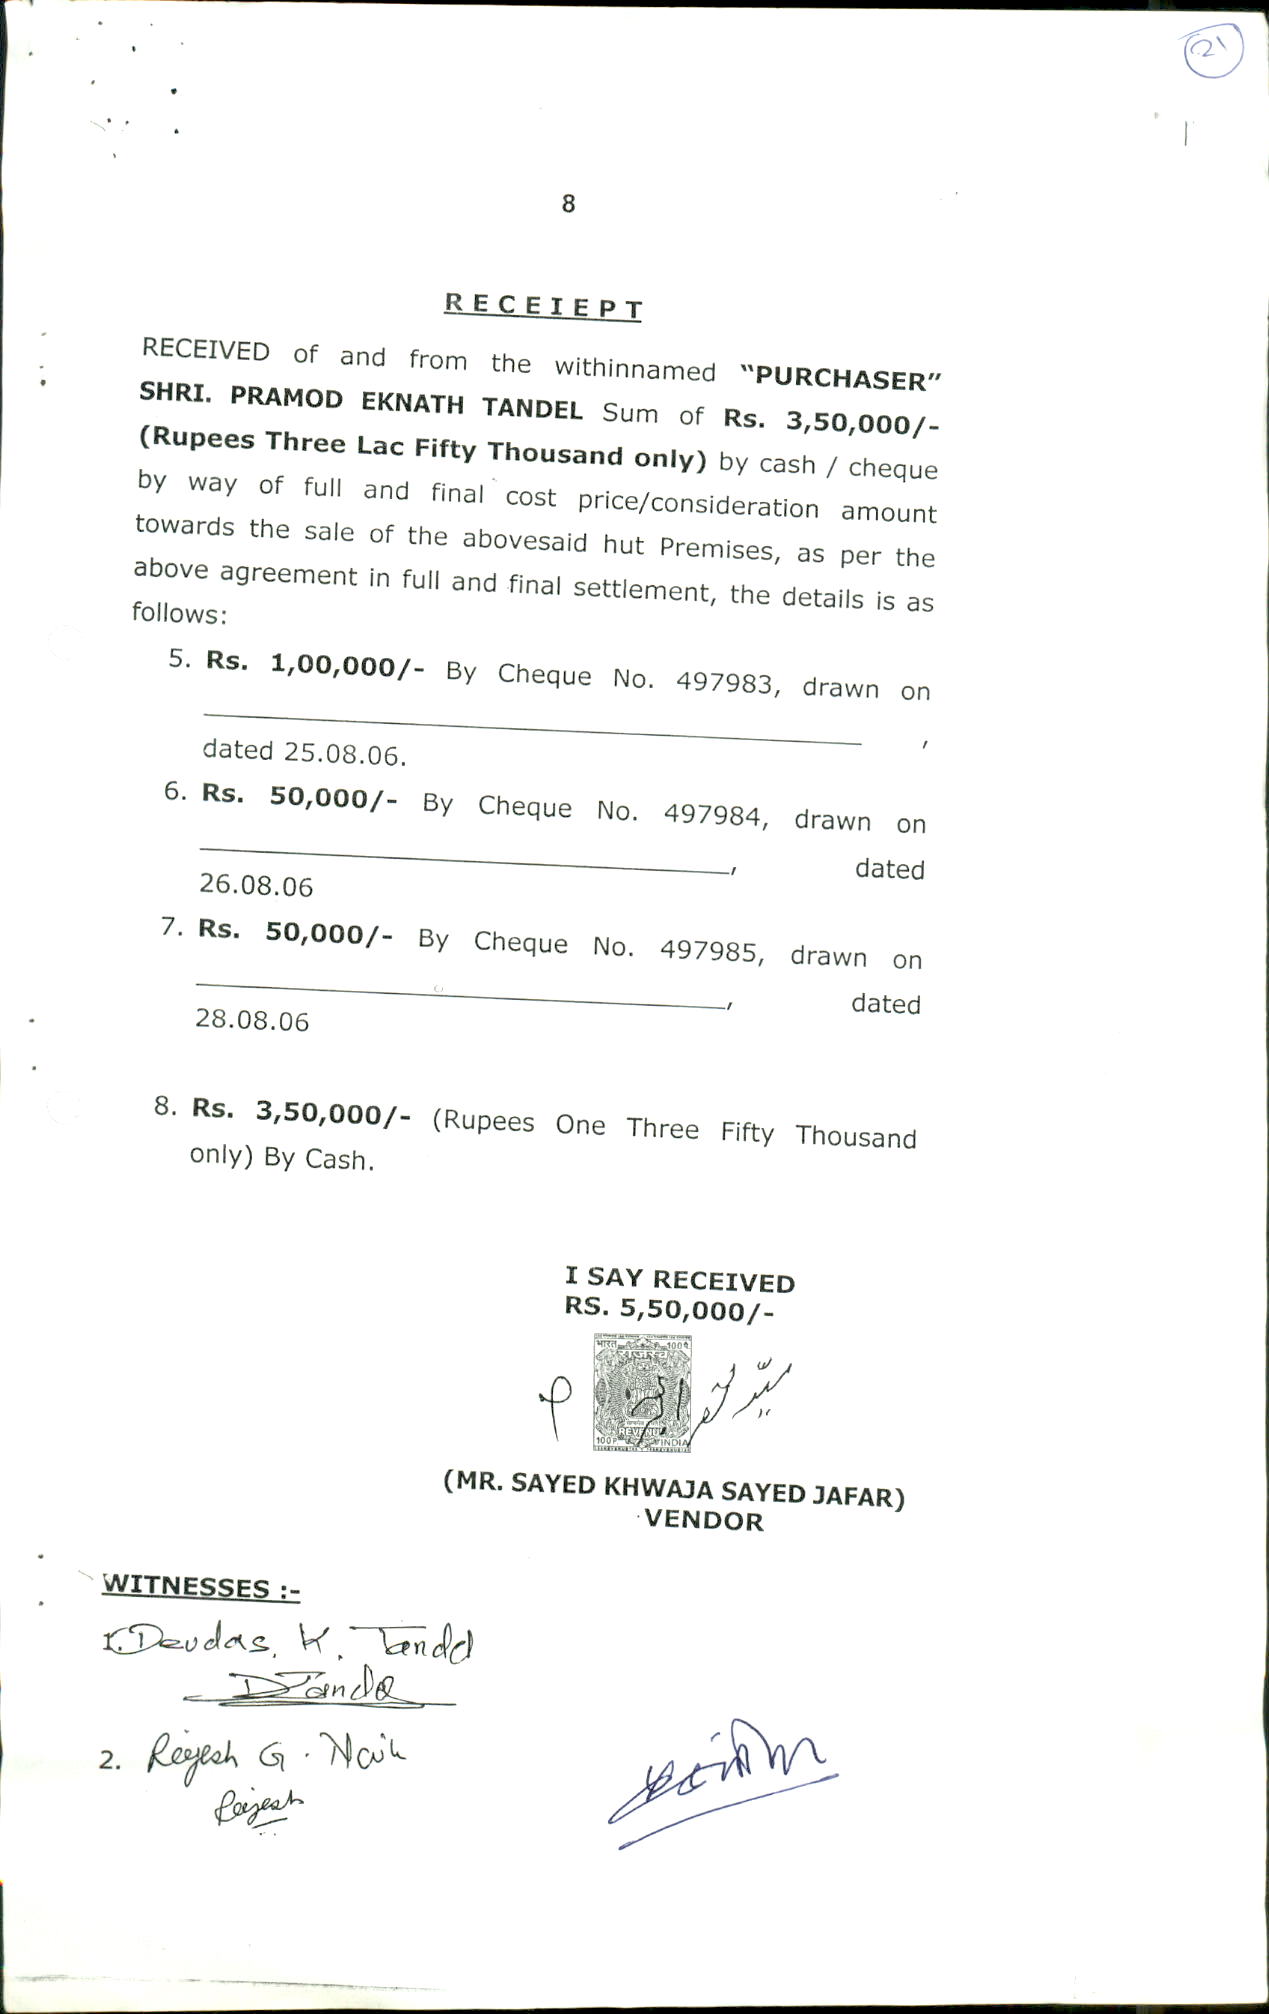 21
8
RECEIEPT
RECEIVED of and from the withinnamed “PURCHASER”
SHRI. PRAMOD EKNATH TANDEL Sum of Rs. 3,50,000/-
(Rupees Three Lac Fifty Thousand only) by cash / cheque
by way of full and final cost price/consideration amount
towards the sale of the abovesaid hut Premises, as per the
above agreement in full and final settlement, the details is as
follows:
5. Rs. 1,00,000/- By Cheque No. 497983, drawn on
,
dated 25.08.06.
6. Rs. 50,000/- By Cheque No. 497984, drawn on
, dated
26.08.06
7. Rs. 50,000/- By Cheque No. 497985, drawn on
, dated
28.08.06
8. Rs. 3,50,000/- (Rupees One Three Fifty Thousand
only) By Cash.
I SAY RECEIVED
RS. 5,50,000/-
भारत
REVENUE
100 P. INDIA
(MR. SAYED KHWAJA SAYED JAFAR)
VENDOR
WITNESSES :-
1. Devdas. K. Tandel
2. Rajesh G. Naik
Rajesh